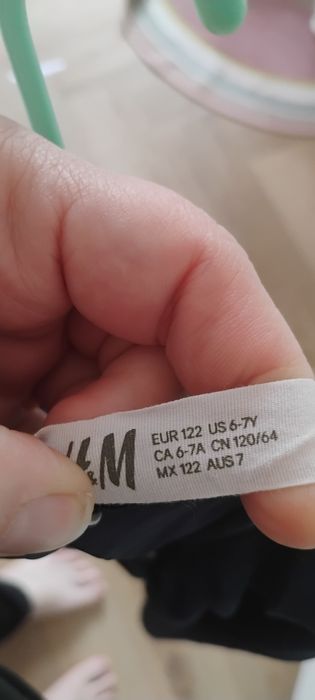 H&M
EUR 122 US 6-7Y
CA 6-7A CN 120/64
MX 122 AUS 7